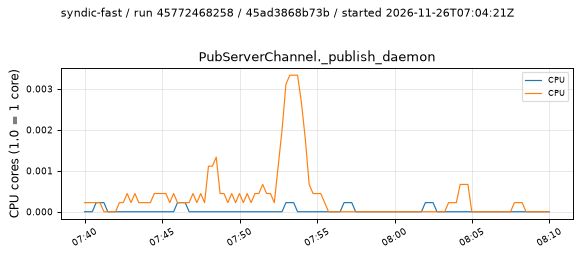 syndic-fast / run 45772468258 / 45ad3868b73b / started 2026-11-26T07:04:21Z
PubServerChannel._publish_daemon
CPU cores (1.0 = 1 core)
0.003
0.002
0.001
0.000
CPU
CPU
07:40
07:45
07:50
07:55
08:00
08:05
08:10